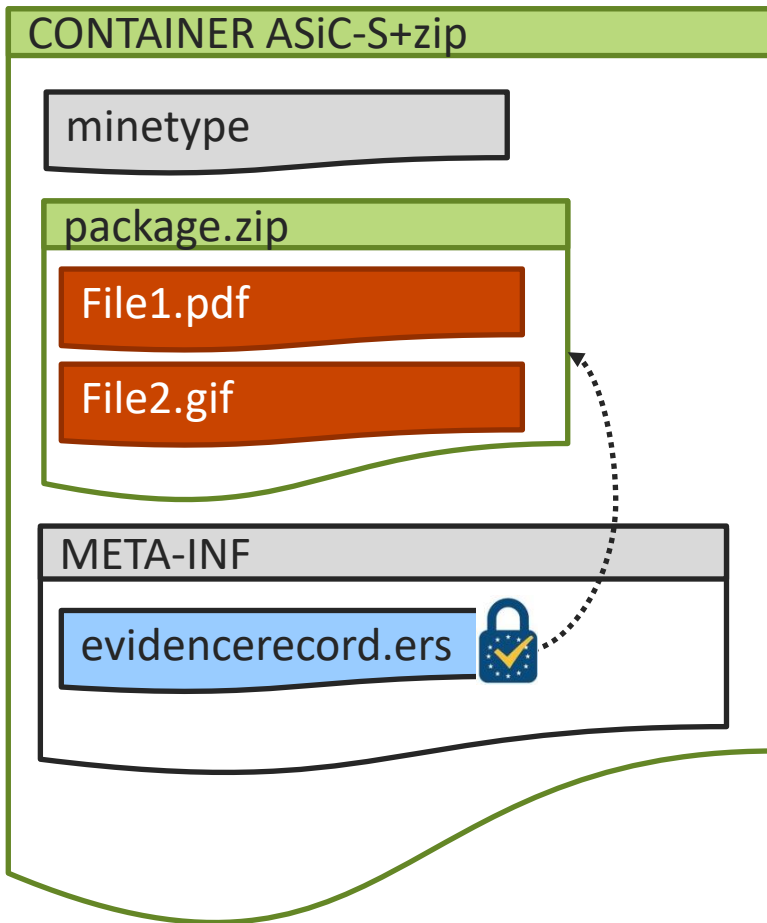 CONTAINER ASiC-S+zip
minetype
package.zip
File1.pdf
File2.gif
META-INF
evidencerecord.ers